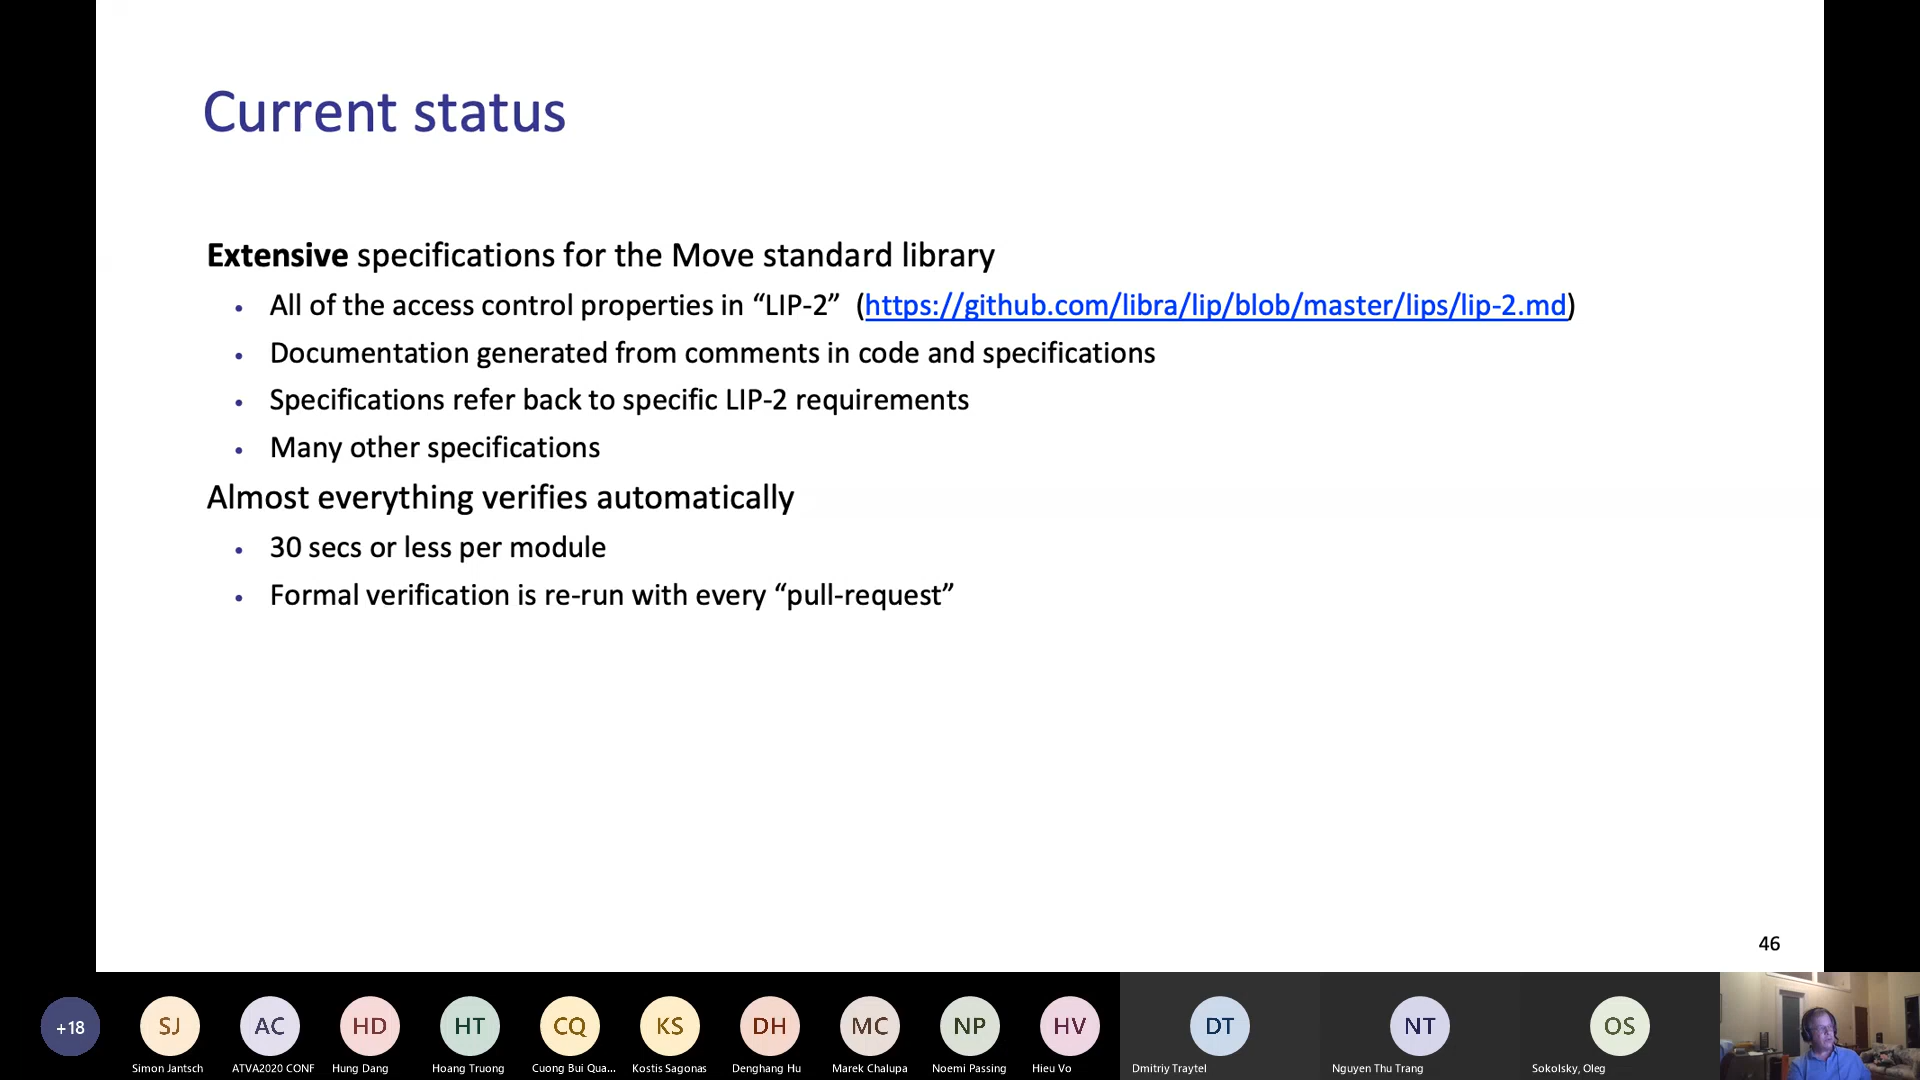 Current status
Extensive specifications for the Move standard library
• All of the access control properties in “LIP-2” (https://github.com/libra/lip/blob/master/lips/lip-2.md)
• Documentation generated from comments in code and specifications
• Specifications refer back to specific LIP-2 requirements
• Many other specifications
Almost everything verifies automatically
• 30 secs or less per module
• Formal verification is re-run with every “pull-request”
46
+18 SJ AC HD HT CQ KS DH MC NP HV DT NT OS
Simon Jantsch ATVA2020 CONF Hung Dang Hoang Truong Cuong Bui Qua... Kostis Sagonas Denghang Hu Marek Chalupa Noemi Passing Hieu Vo Dmitriy Traytel Nguyen Thu Trang Sokolsky, Oleg